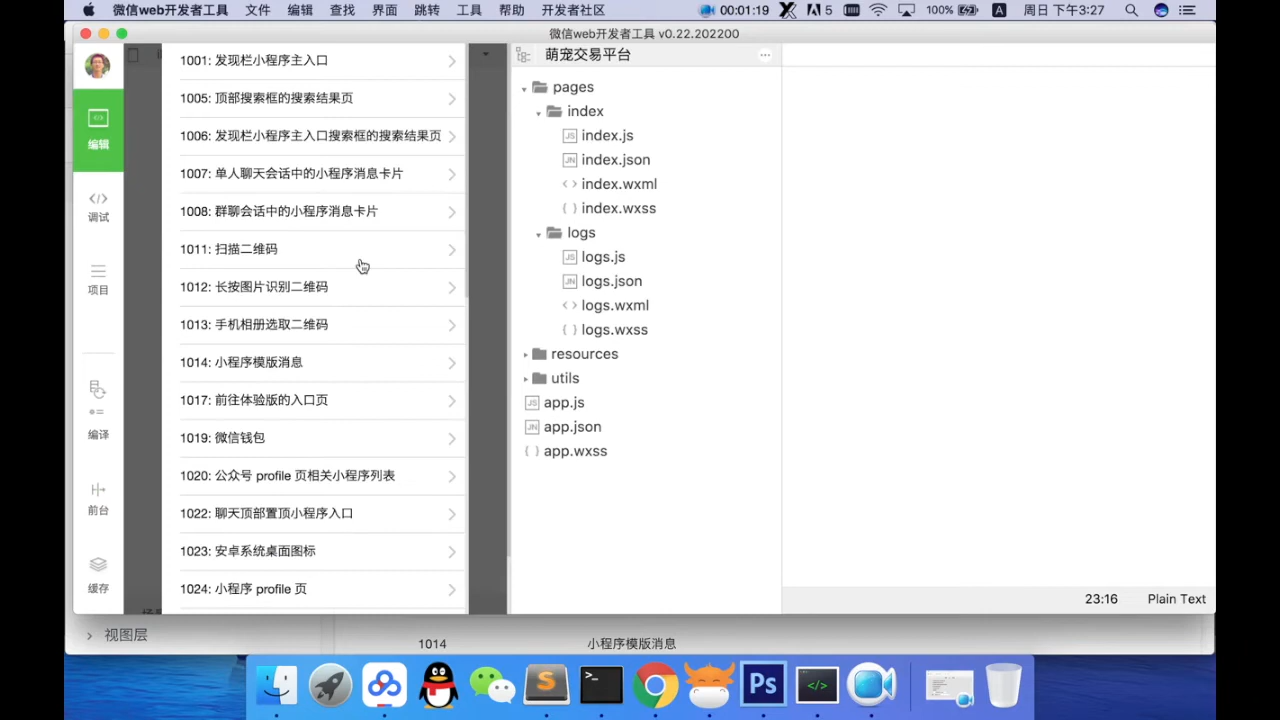 微信web开发者工具 文件 编辑 查找 界面 跳转 工具 帮助 开发者社区 00:01:19 5 100% A 周日 下午3:27
微信web开发者工具 v0.22.202200
编辑
调试
项目
编译
前台
缓存
1001: 发现栏小程序主入口
1005: 顶部搜索框的搜索结果页
1006: 发现栏小程序主入口搜索框的搜索结果页
1007: 单人聊天会话中的小程序消息卡片
1008: 群聊会话中的小程序消息卡片
1011: 扫描二维码
1012: 长按图片识别二维码
1013: 手机相册选取二维码
1014: 小程序模版消息
1017: 前往体验版的入口页
1019: 微信钱包
1020: 公众号 profile 页相关小程序列表
1022: 聊天顶部置顶小程序入口
1023: 安卓系统桌面图标
1024: 小程序 profile 页
萌宠交易平台
pages
index
JS index.js
JN index.json
<> index.wxml
{ } index.wxss
logs
JS logs.js
JN logs.json
<> logs.wxml
{ } logs.wxss
resources
utils
JS app.js
JN app.json
{ } app.wxss
23:16 Plain Text
视图层
1014 小程序模版消息
S
Ps
</>